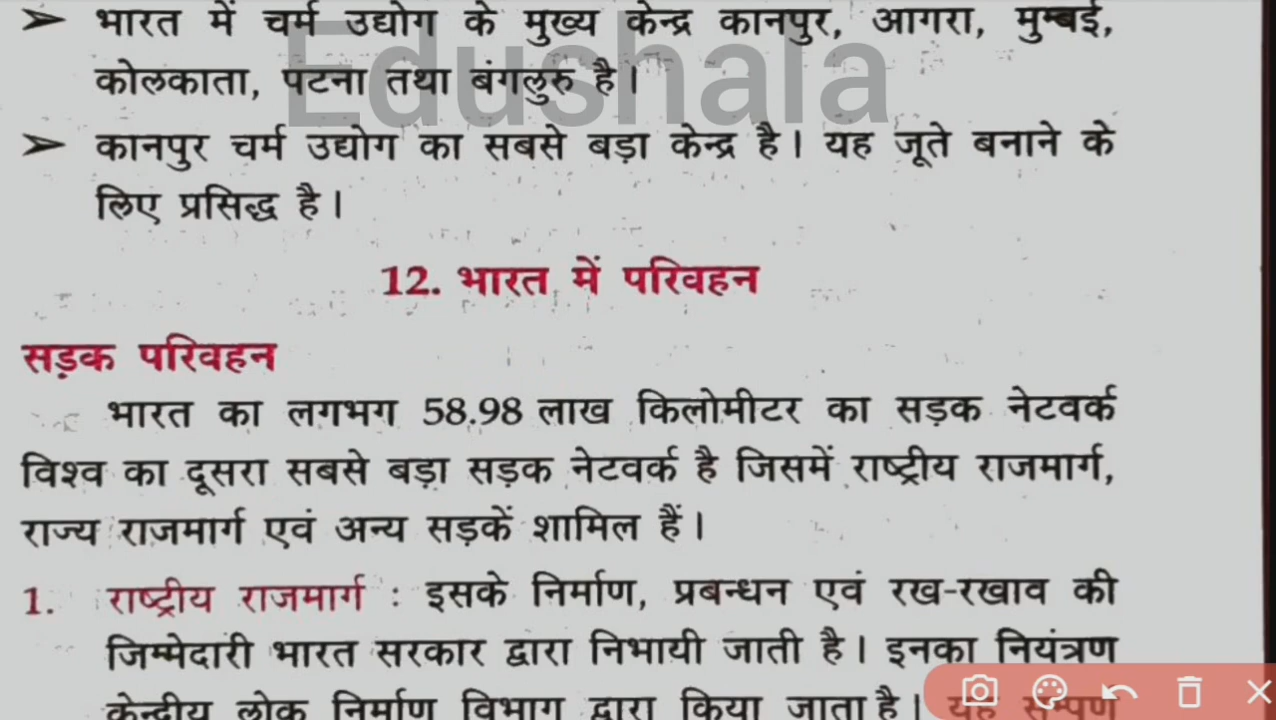 ➤ भारत में चर्म उद्योग के मुख्य केन्द्र कानपुर, आगरा, मुम्बई,
कोलकाता, पटना तथा बंगलुरु है।
Edushala
➤ कानपुर चर्म उद्योग का सबसे बड़ा केन्द्र है। यह जूते बनाने के
लिए प्रसिद्ध है।
12. भारत में परिवहन
सड़क परिवहन
भारत का लगभग 58.98 लाख किलोमीटर का सड़क नेटवर्क
विश्व का दूसरा सबसे बड़ा सड़क नेटवर्क है जिसमें राष्ट्रीय राजमार्ग,
राज्य राजमार्ग एवं अन्य सड़कें शामिल हैं।
1. राष्ट्रीय राजमार्ग : इसके निर्माण, प्रबन्धन एवं रख-रखाव की
जिम्मेदारी भारत सरकार द्वारा निभायी जाती है। इनका नियंत्रण
केन्द्रीय लोक निर्माण विभाग द्वारा किया जाता है। यह सम्पूर्ण